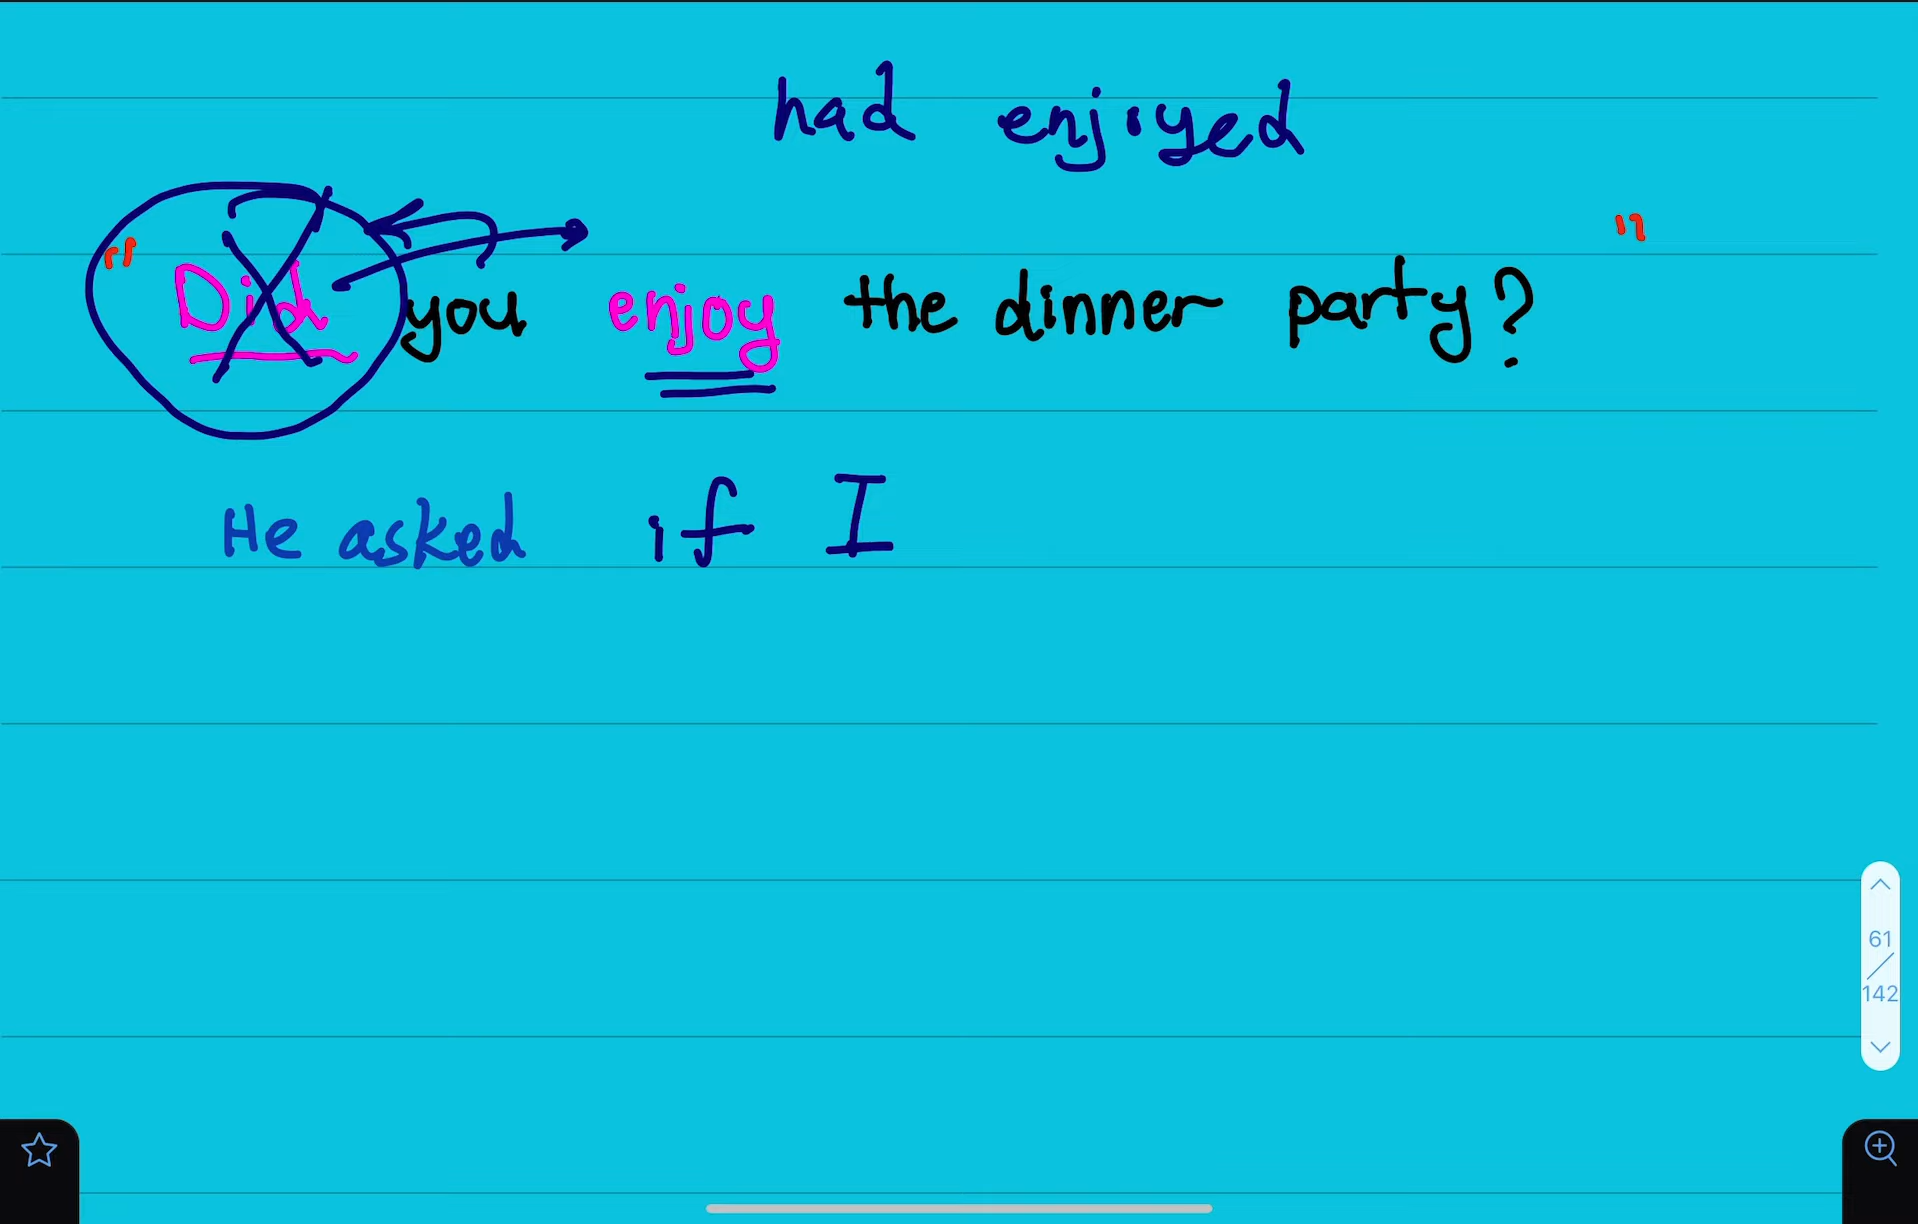 had enjoyed
"Did you enjoy the dinner party? "
He asked if I
61
142